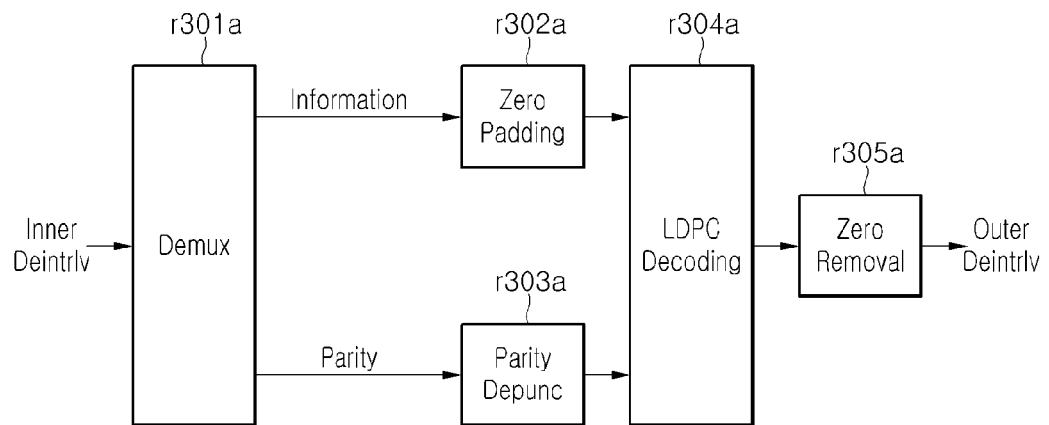 r301a
r302a
r304a
Information
Zero
Padding
r305a
Inner
Deintrlv
Demux
LDPC
Decoding
Zero
Removal
Outer
Deintrlv
r303a
Parity
Parity
Depunc